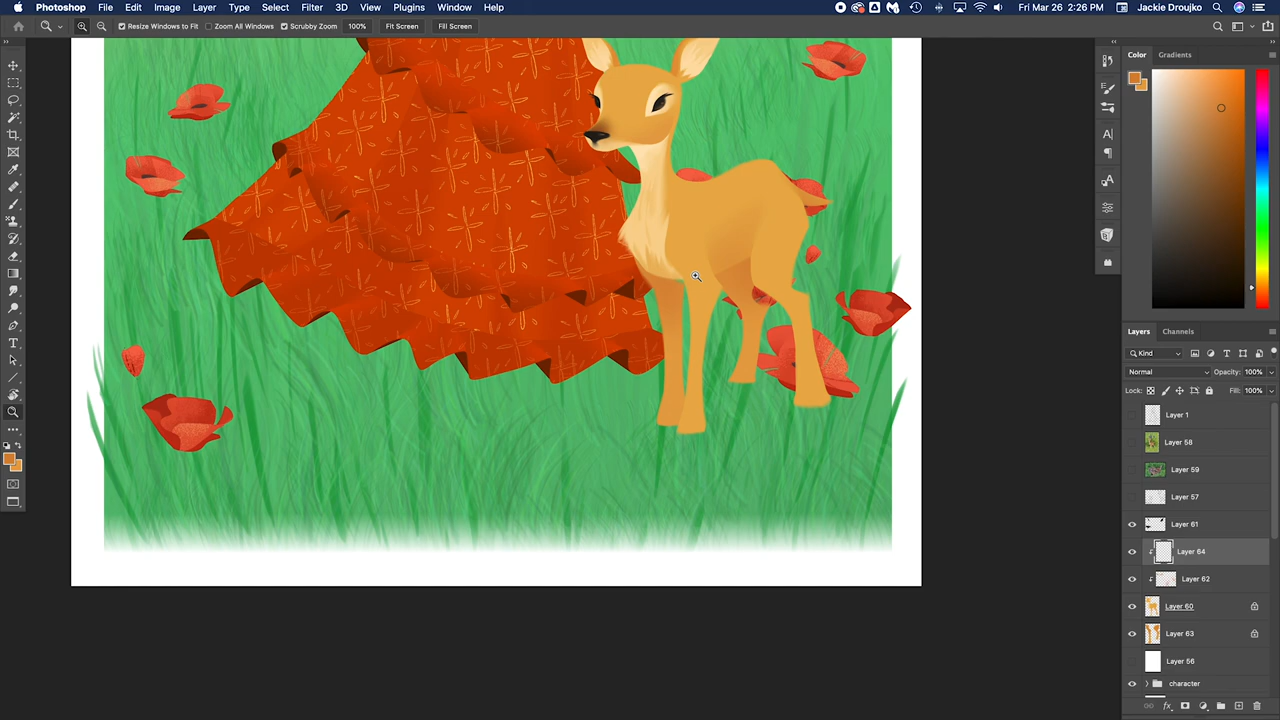 Photoshop File Edit Image Layer Type Select Filter 3D View Plugins Window Help Fri Mar 26 2:26 PM Jackie Droujko
Resize Windows to Fit Zoom All Windows Scrubby Zoom 100% Fit Screen Fill Screen
Color Gradients
Layers Channels
Kind
Normal Opacity: 100%
Lock: Fill: 100%
Layer 1
Layer 58
Layer 59
Layer 57
Layer 61
Layer 64
Layer 62
Layer 60
Layer 63
Layer 56
character